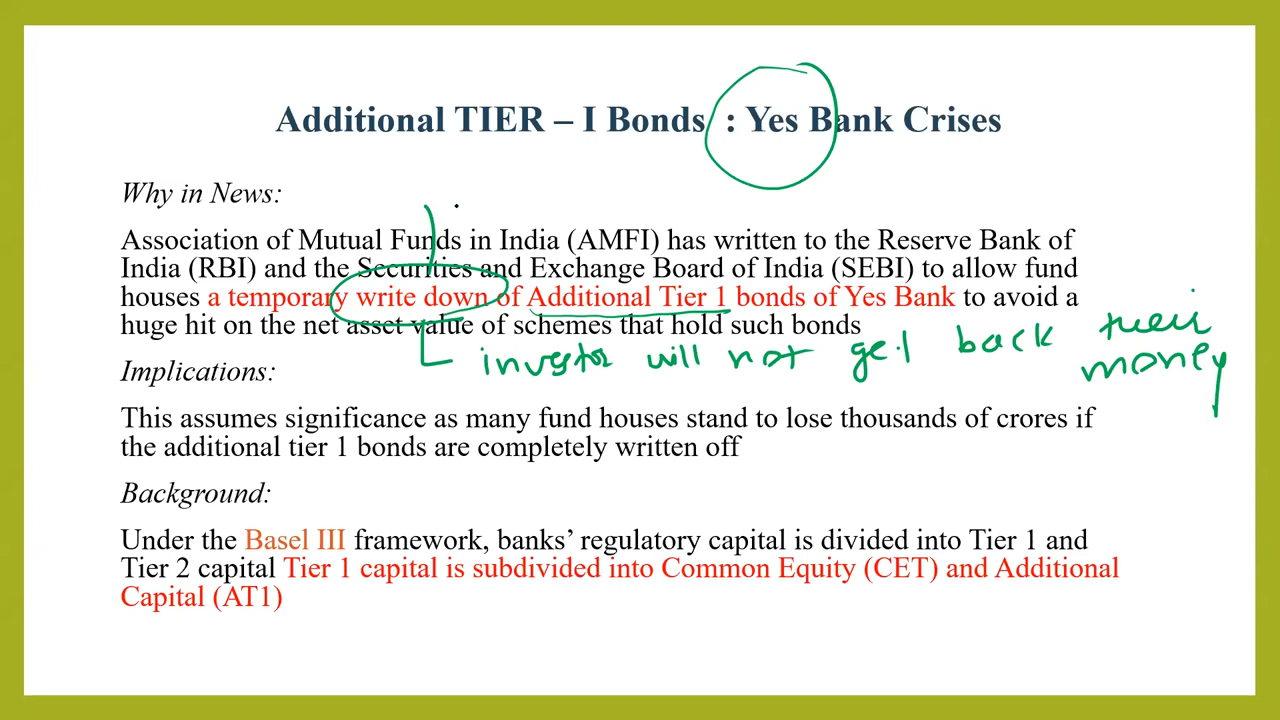 Additional TIER – I Bonds : Yes Bank Crises
Why in News:
Association of Mutual Funds in India (AMFI) has written to the Reserve Bank of
India (RBI) and the Securities and Exchange Board of India (SEBI) to allow fund
houses a temporary write down of Additional Tier 1 bonds of Yes Bank to avoid a
huge hit on the net asset value of schemes that hold such bonds
investor will not get back their
money
Implications:
This assumes significance as many fund houses stand to lose thousands of crores if
the additional tier 1 bonds are completely written off
Background:
Under the Basel III framework, banks’ regulatory capital is divided into Tier 1 and
Tier 2 capital Tier 1 capital is subdivided into Common Equity (CET) and Additional
Capital (AT1)